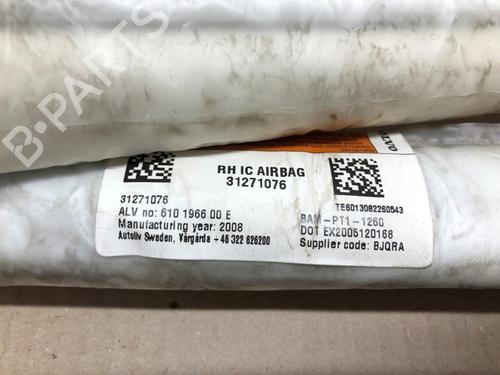 B-PARTS
RH IC AIRBAG
31271076
31271076
ALV no: 610 1966 00 E
Manufacturing year: 2008
Autoliv Sweden, Vårgårda + 46 322 626200
TE6013082260543
BAM-PT1-1260
DOT EX2005120168
Supplier code: BJQRA